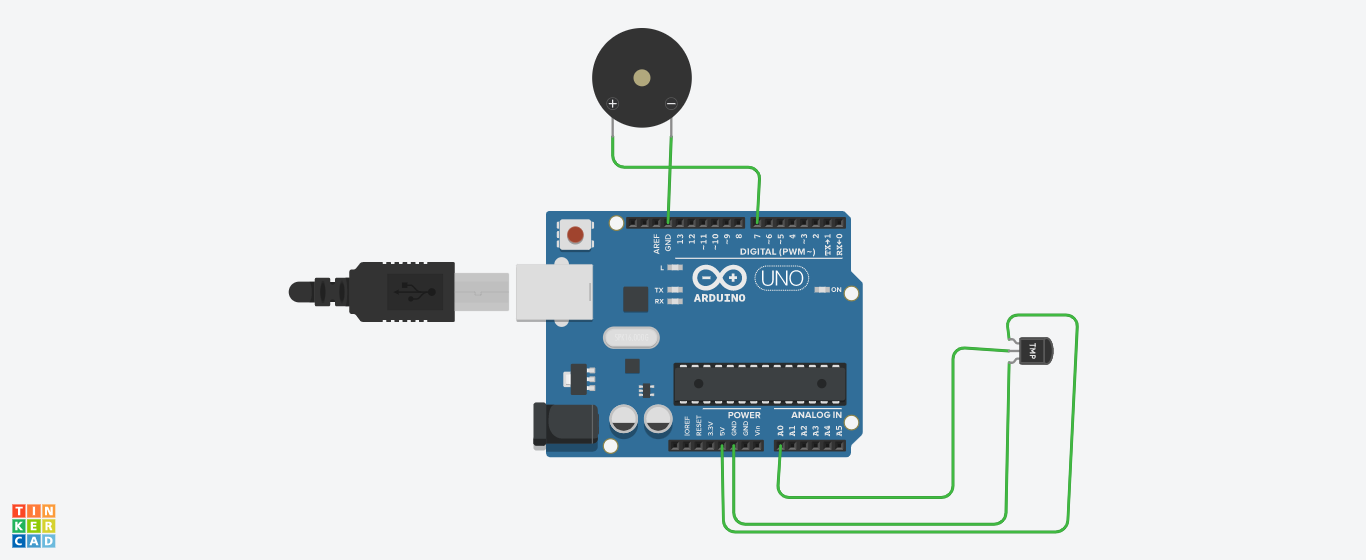 + −
AREF
GND
13
12
~11
~10
~9
8
7
~6
~5
4
~3
2
TX→1
RX←0
DIGITAL (PWM~)
L
TX
RX
UNO
ON
ARDUINO
TMP
POWER
ANALOG IN
IOREF
RESET
3.3V
5V
GND
GND
Vin
A0
A1
A2
A3
A4
A5
TIN
KER
CAD